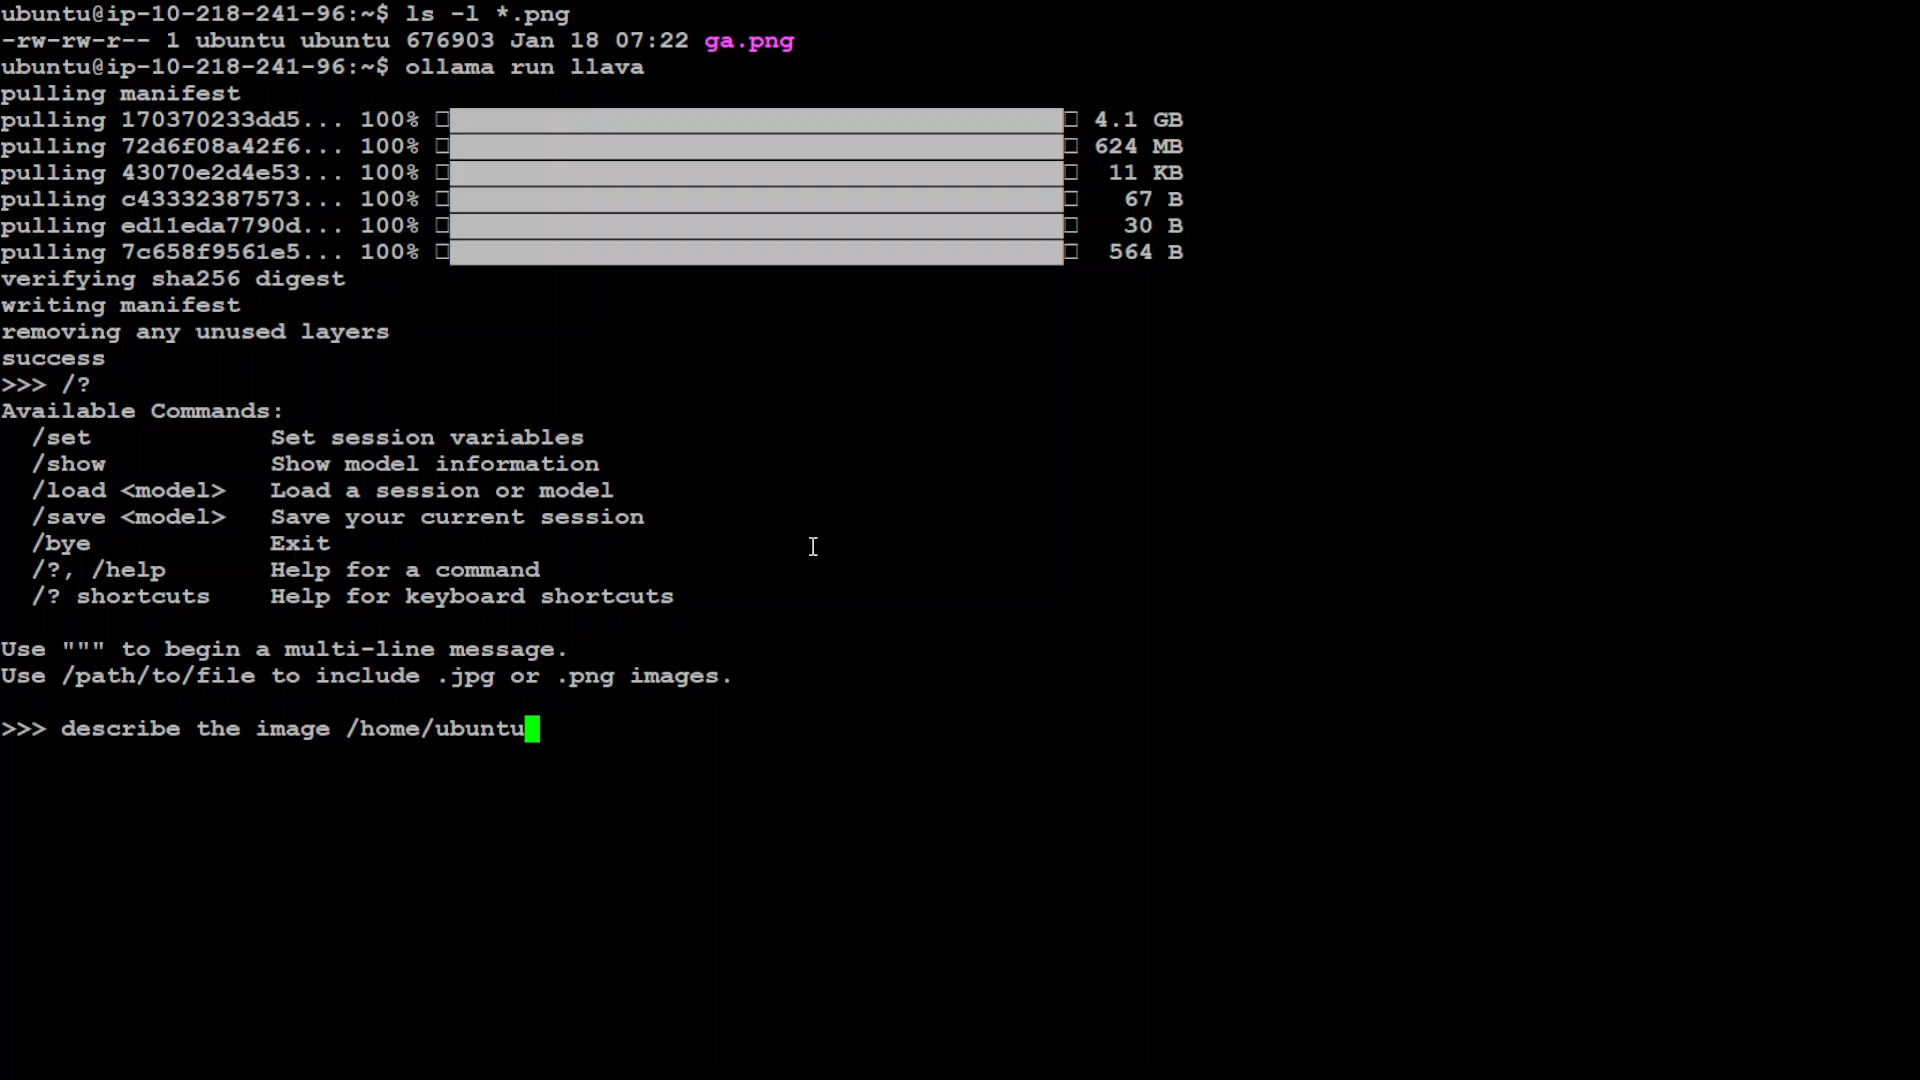 ubuntu@ip-10-218-241-96:~$ ls -l *.png
-rw-rw-r-- 1 ubuntu ubuntu 676903 Jan 18 07:22 ga.png
ubuntu@ip-10-218-241-96:~$ ollama run llava
pulling manifest
pulling 170370233dd5... 100% 4.1 GB
pulling 72d6f08a42f6... 100% 624 MB
pulling 43070e2d4e53... 100% 11 KB
pulling c43332387573... 100% 67 B
pulling ed11eda7790d... 100% 30 B
pulling 7c658f9561e5... 100% 564 B
verifying sha256 digest
writing manifest
removing any unused layers
success
>>> /?
Available Commands:
  /set            Set session variables
  /show           Show model information
  /load <model>   Load a session or model
  /save <model>   Save your current session
  /bye            Exit
  /?, /help       Help for a command
  /? shortcuts    Help for keyboard shortcuts
Use """ to begin a multi-line message.
Use /path/to/file to include .jpg or .png images.
>>> describe the image /home/ubuntu